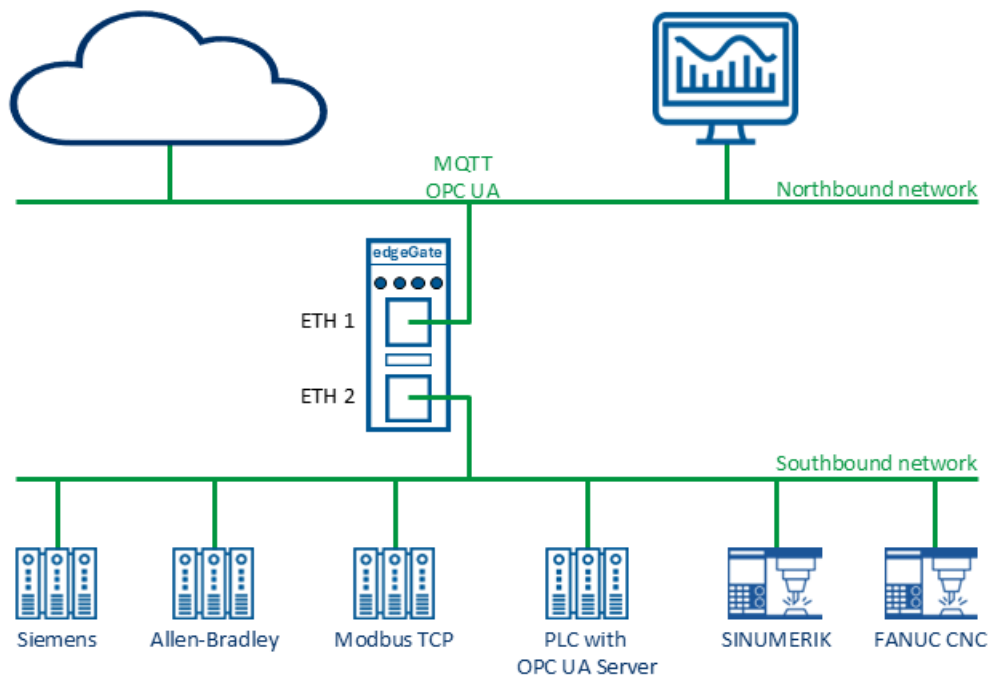 MQTT
OPC UA
Northbound network
edgeGate
ETH 1
ETH 2
Southbound network
Siemens
Allen-Bradley
Modbus TCP
PLC with
OPC UA Server
SINUMERIK
FANUC CNC